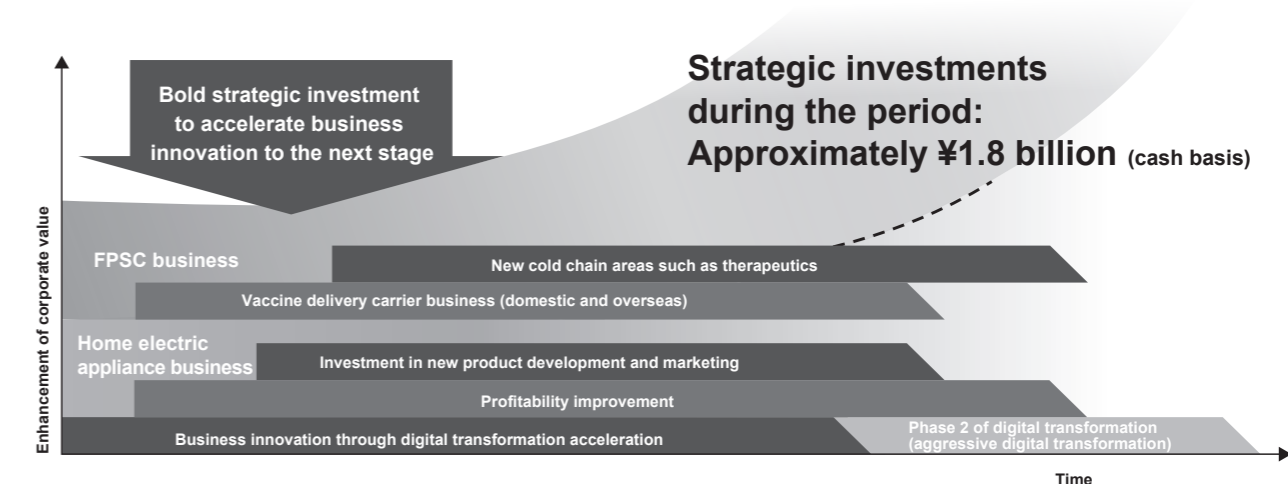 Bold strategic investment
to accelerate business
innovation to the next stage
Strategic investments
during the period:
Approximately ¥1.8 billion (cash basis)
Enhancement of corporate value
FPSC business
New cold chain areas such as therapeutics
Vaccine delivery carrier business (domestic and overseas)
Home electric
appliance business
Investment in new product development and marketing
Profitability improvement
Business innovation through digital transformation acceleration
Phase 2 of digital transformation
(aggressive digital transformation)
Time